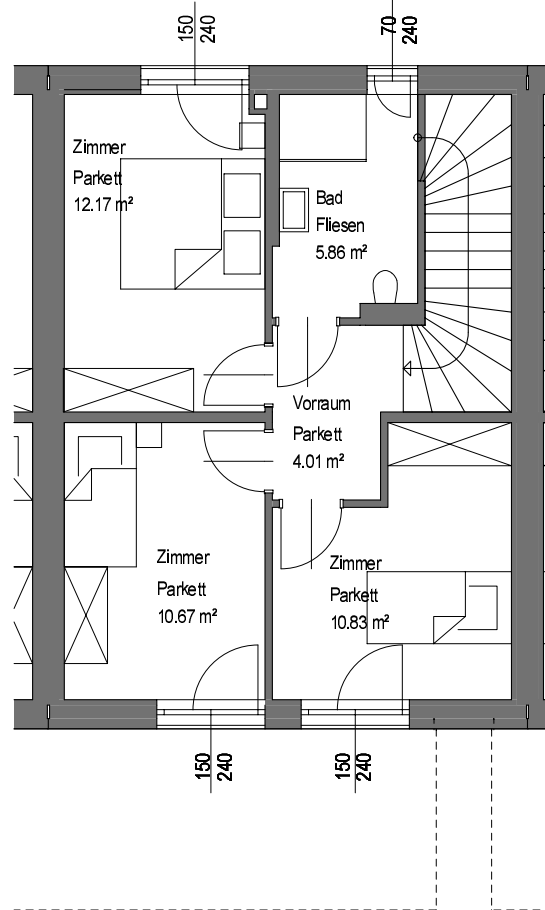 150
240
70
240
Zimmer
Parkett
12.17 m²
Bad
Fliesen
5.86 m²
Vorraum
Parkett
4.01 m²
Zimmer
Parkett
10.67 m²
Zimmer
Parkett
10.83 m²
150
240
150
240